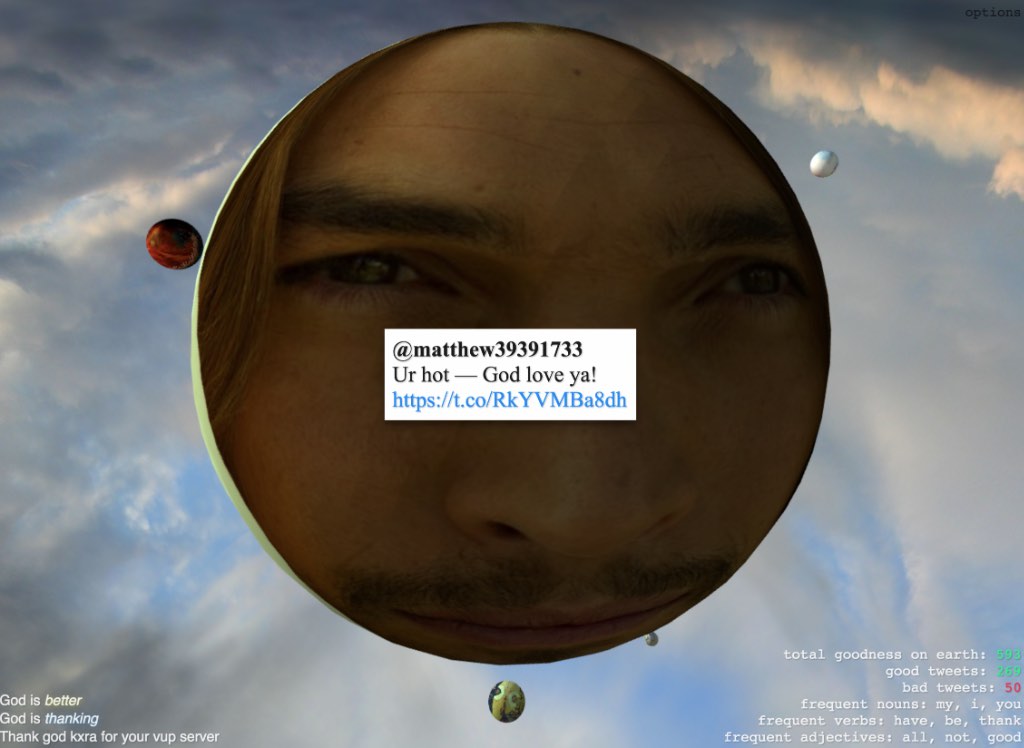 options
@matthew39391733
Ur hot — God love ya!
https://t.co/RkYVMBa8dh
total goodness on earth: 593
good tweets: 269
bad tweets: 50
frequent nouns: my, i, you
frequent verbs: have, be, thank
frequent adjectives: all, not, good
God is better
God is thanking
Thank god kxra for your vup server